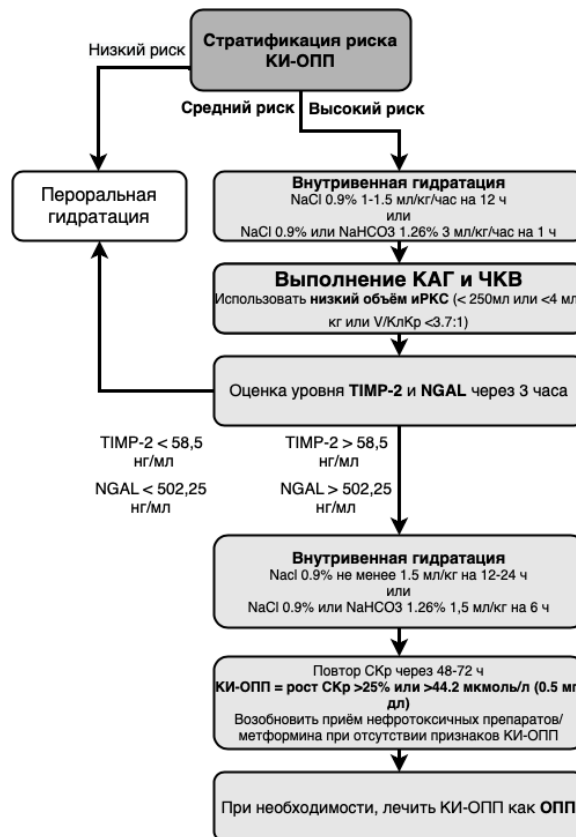 Стратификация риска
КИ-ОПП
Низкий риск
Средний риск
Высокий риск
Пероральная
гидратация
Внутривенная гидратация
NaCl 0.9% 1-1.5 мл/кг/час на 12 ч
или
NaCl 0.9% или NaHCO3 1.26% 3 мл/кг/час на 1 ч
Выполнение КАГ и ЧКВ
Использовать низкий объём иРКС (< 250мл или <4 мл
кг или V/КлКр <3.7:1)
Оценка уровня TIMP-2 и NGAL через 3 часа
TIMP-2 < 58,5
нг/мл
NGAL < 502,25
нг/мл
TIMP-2 > 58,5
нг/мл
NGAL > 502,25
нг/мл
Внутривенная гидратация
Nacl 0.9% не менее 1.5 мл/кг на 12-24 ч
или
NaCl 0.9% или NaHCO3 1.26% 1,5 мл/кг на 6 ч
Повтор СКр через 48-72 ч
КИ-ОПП = рост СКр >25% или >44.2 мкмоль/л (0.5 мг
дл)
Возобновить приём нефротоксичных препаратов/
метформина при отсутствии признаков КИ-ОПП
При необходимости, лечить КИ-ОПП как ОПП